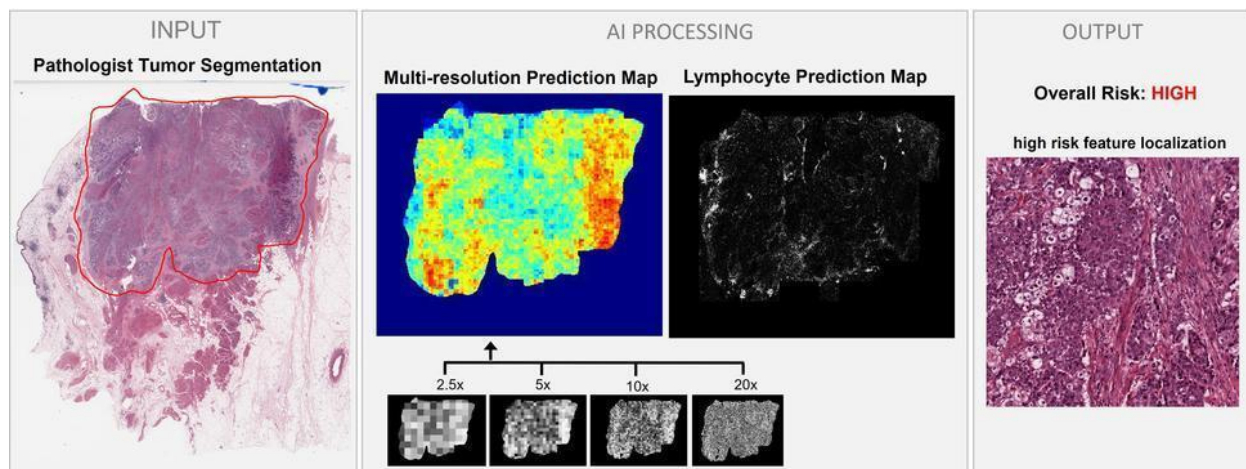 INPUT
Pathologist Tumor Segmentation
AI PROCESSING
Multi-resolution Prediction Map
Lymphocyte Prediction Map
2.5x
5x
10x
20x
OUTPUT
Overall Risk: HIGH
high risk feature localization